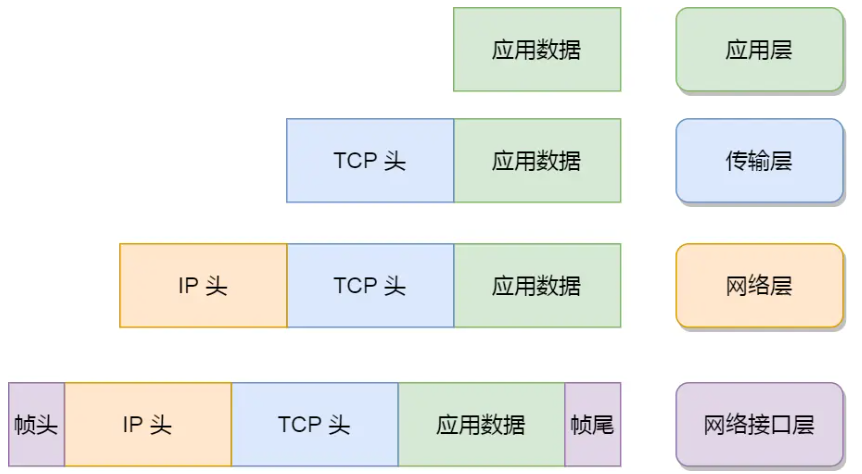 应用数据
应用层
TCP 头
应用数据
传输层
IP 头
TCP 头
应用数据
网络层
帧头
IP 头
TCP 头
应用数据
帧尾
网络接口层